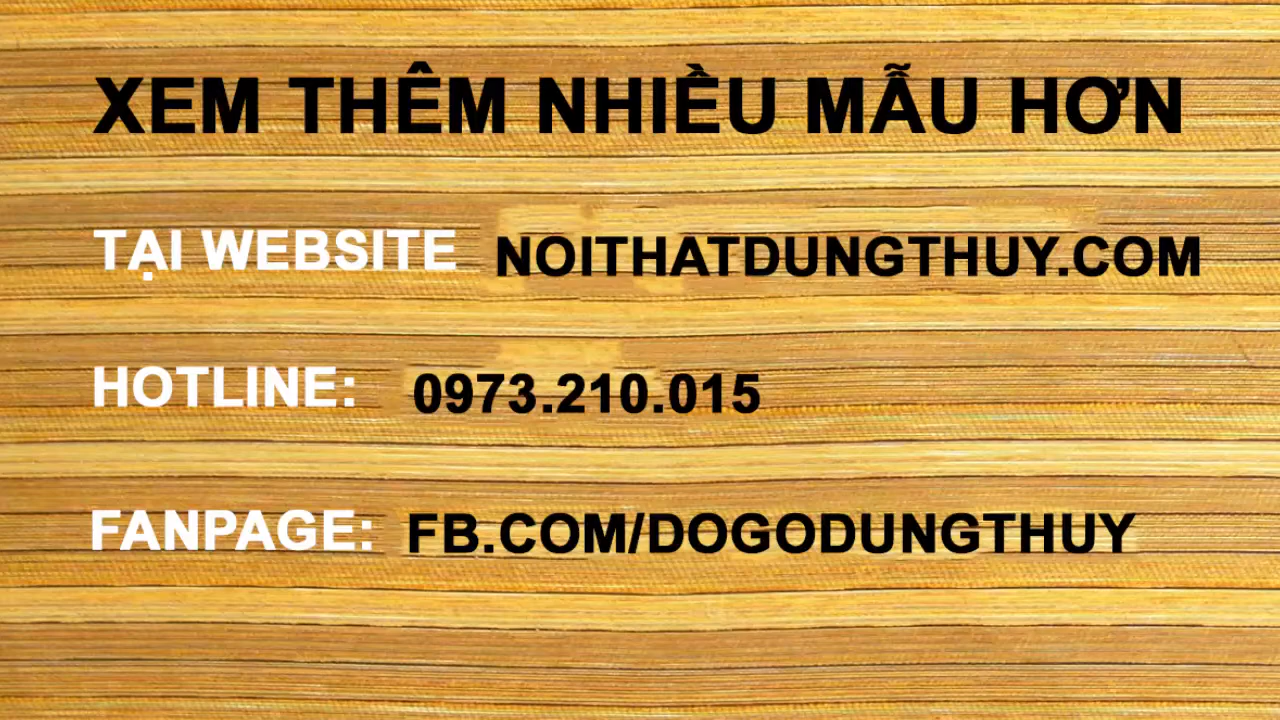 XEM THÊM NHIỀU MẪU HƠN
TẠI WEBSITE NOITHATDUNGTHUY.COM
HOTLINE: 0973.210.015
FANPAGE: FB.COM/DOGODUNGTHUY